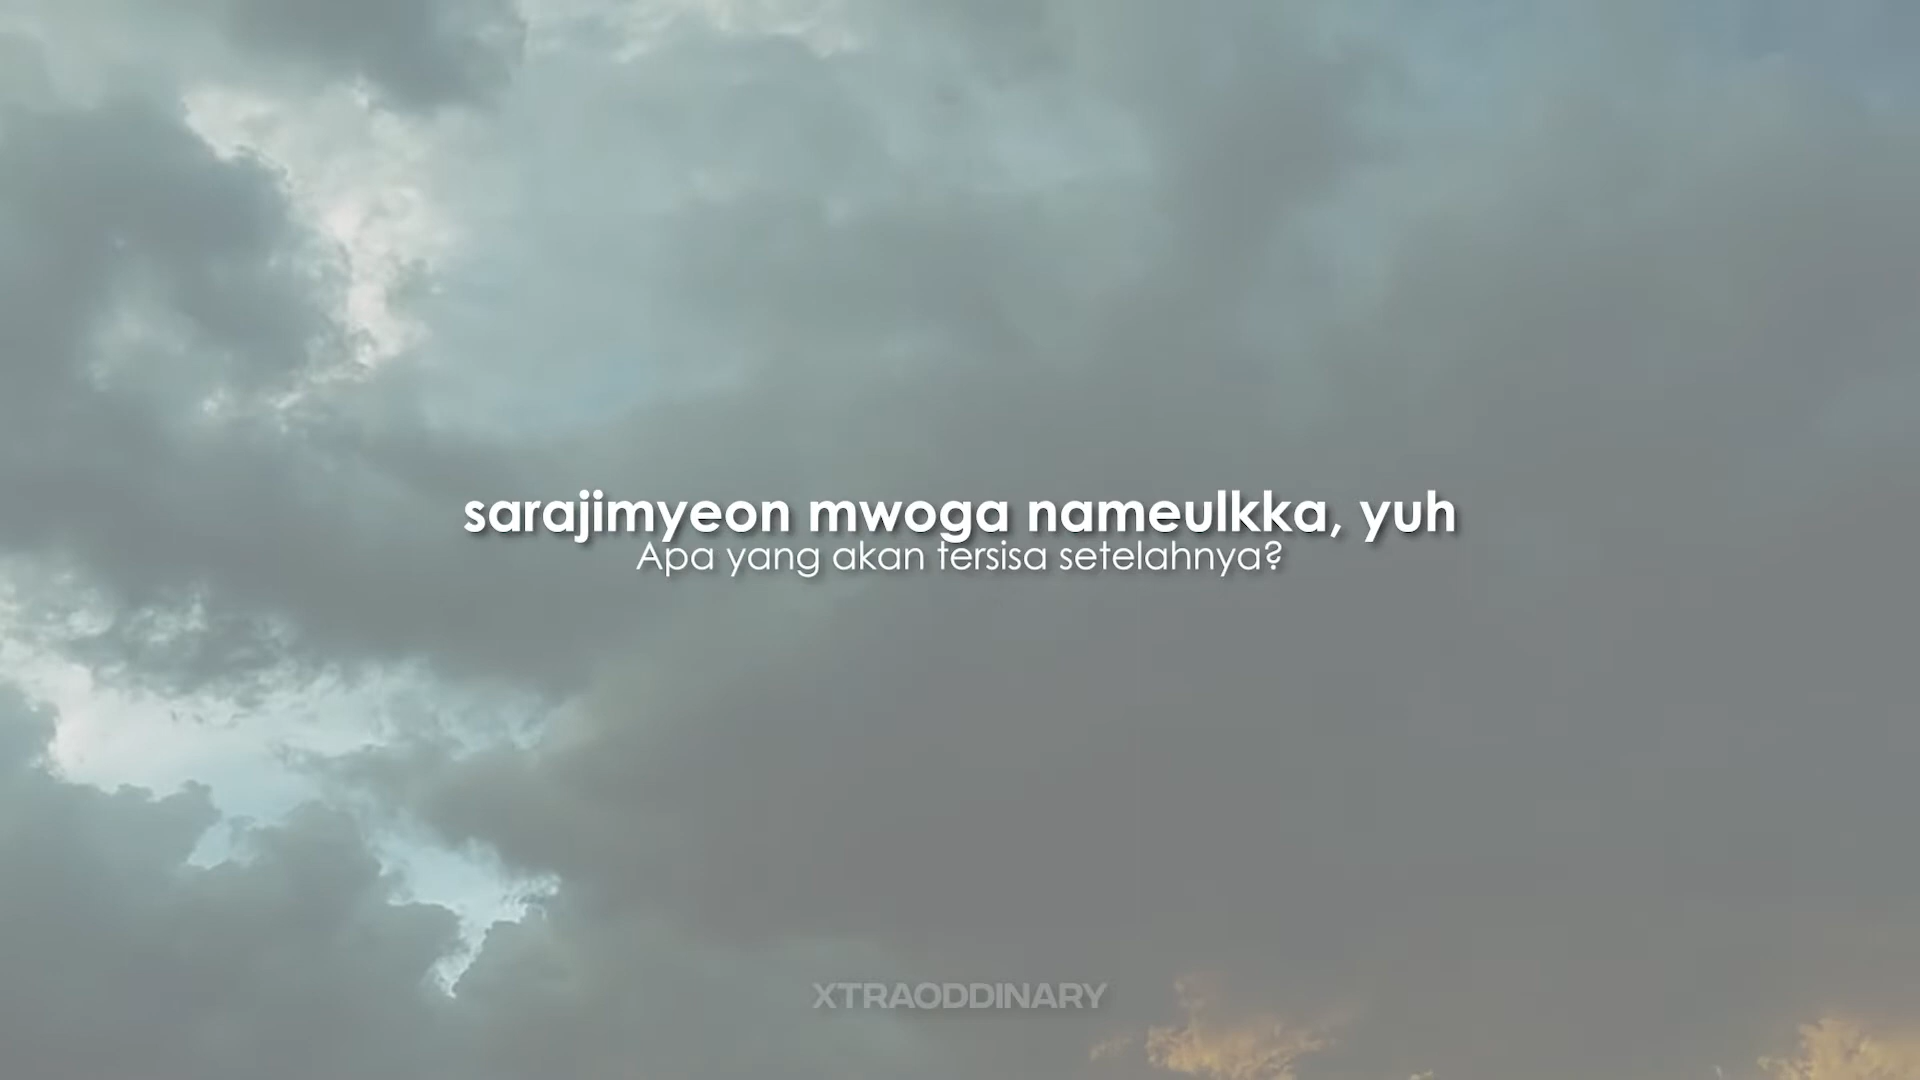 sarajimyeon mwoga nameulkka, yuh
Apa yang akan tersisa setelahnya?
XTRAODDINARY